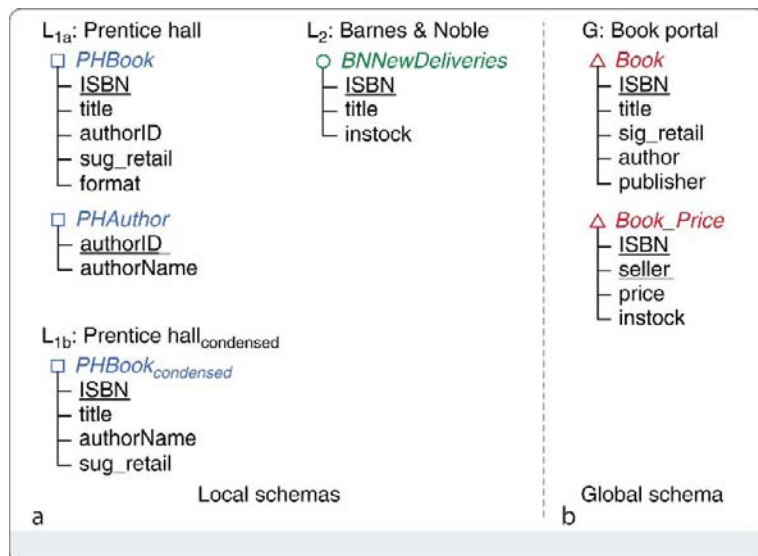 L1a: Prentice hall
PHBook
ISBN
title
authorID
sug_retail
format
PHAuthor
authorID
authorName
L1b: Prentice hallcondensed
PHBookcondensed
ISBN
title
authorName
sug_retail
L2: Barnes & Noble
BNNewDeliveries
ISBN
title
instock
Local schemas
a
G: Book portal
Book
ISBN
title
sig_retail
author
publisher
Book_Price
ISBN
seller
price
instock
Global schema
b